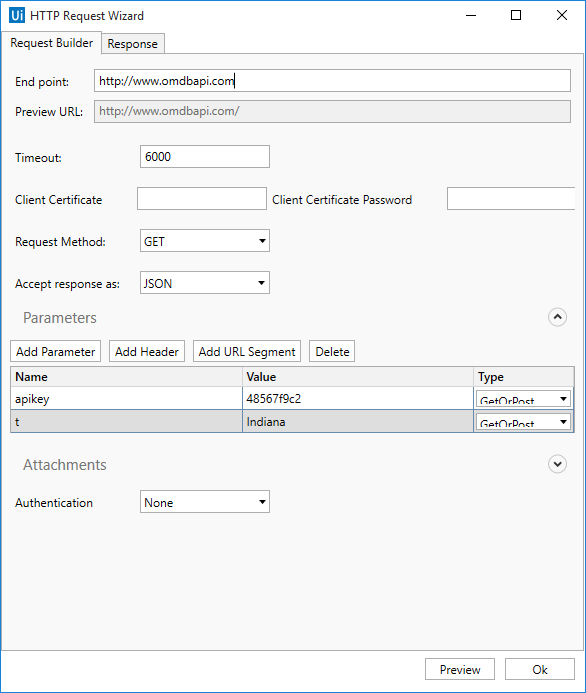 Ui HTTP Request Wizard
Request Builder Response
End point: http://www.omdbapi.com
Preview URL: http://www.omdbapi.com/
Timeout: 6000
Client Certificate Client Certificate Password
Request Method: GET
Accept response as: JSON
Parameters
Add Parameter Add Header Add URL Segment Delete
Name Value Type
apikey 48567f9c2 GetOrPost
t Indiana GetOrPost
Attachments
Authentication None
Preview Ok